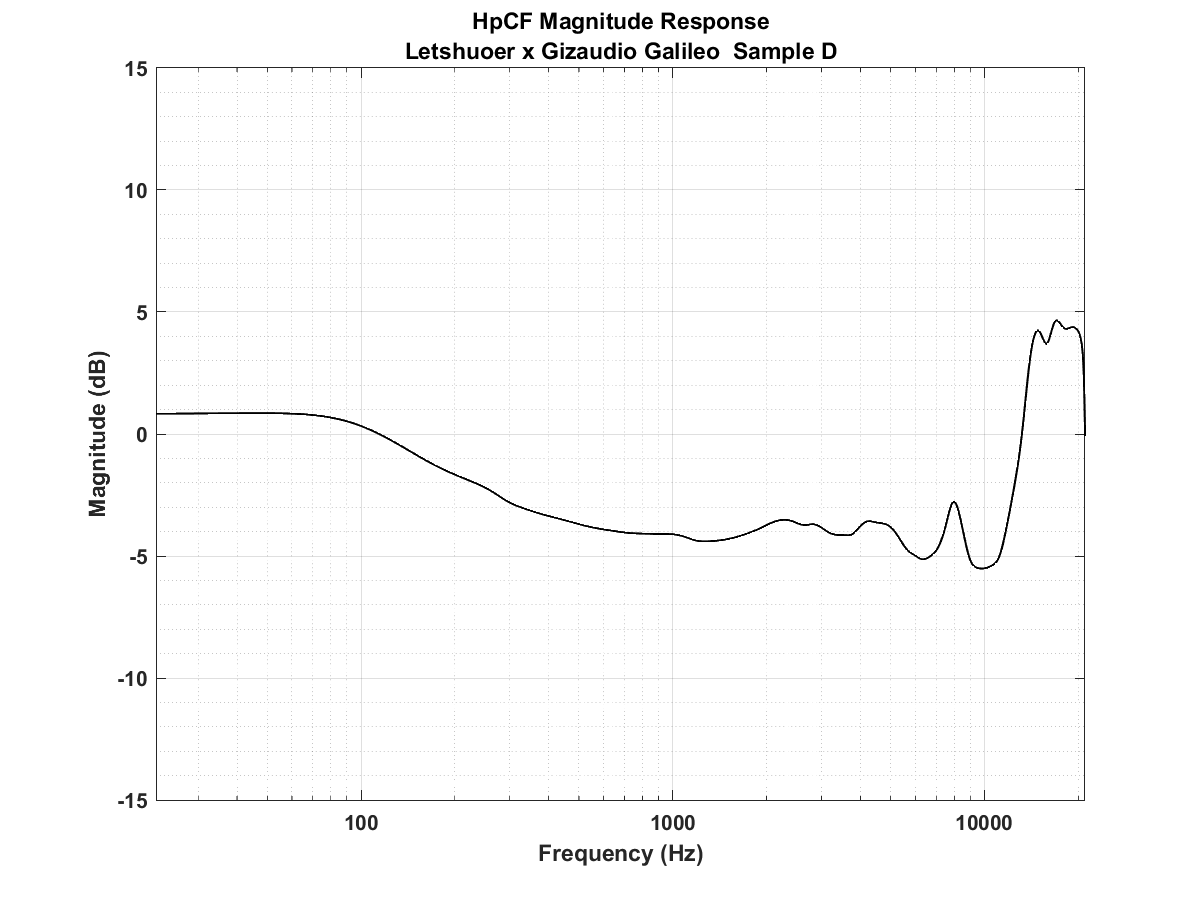 HpCF Magnitude Response
Letshuoer x Gizaudio Galileo  Sample D
15
10
5
0
-5
-10
-15
Magnitude (dB)
100
1000
10000
Frequency (Hz)